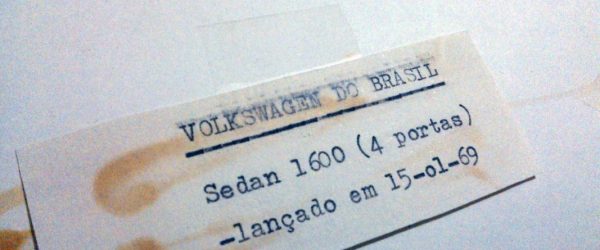 VOLKSWAGEN DO BRASIL
Sedan 1600 (4 portas)
-lançado em 15-ol-69